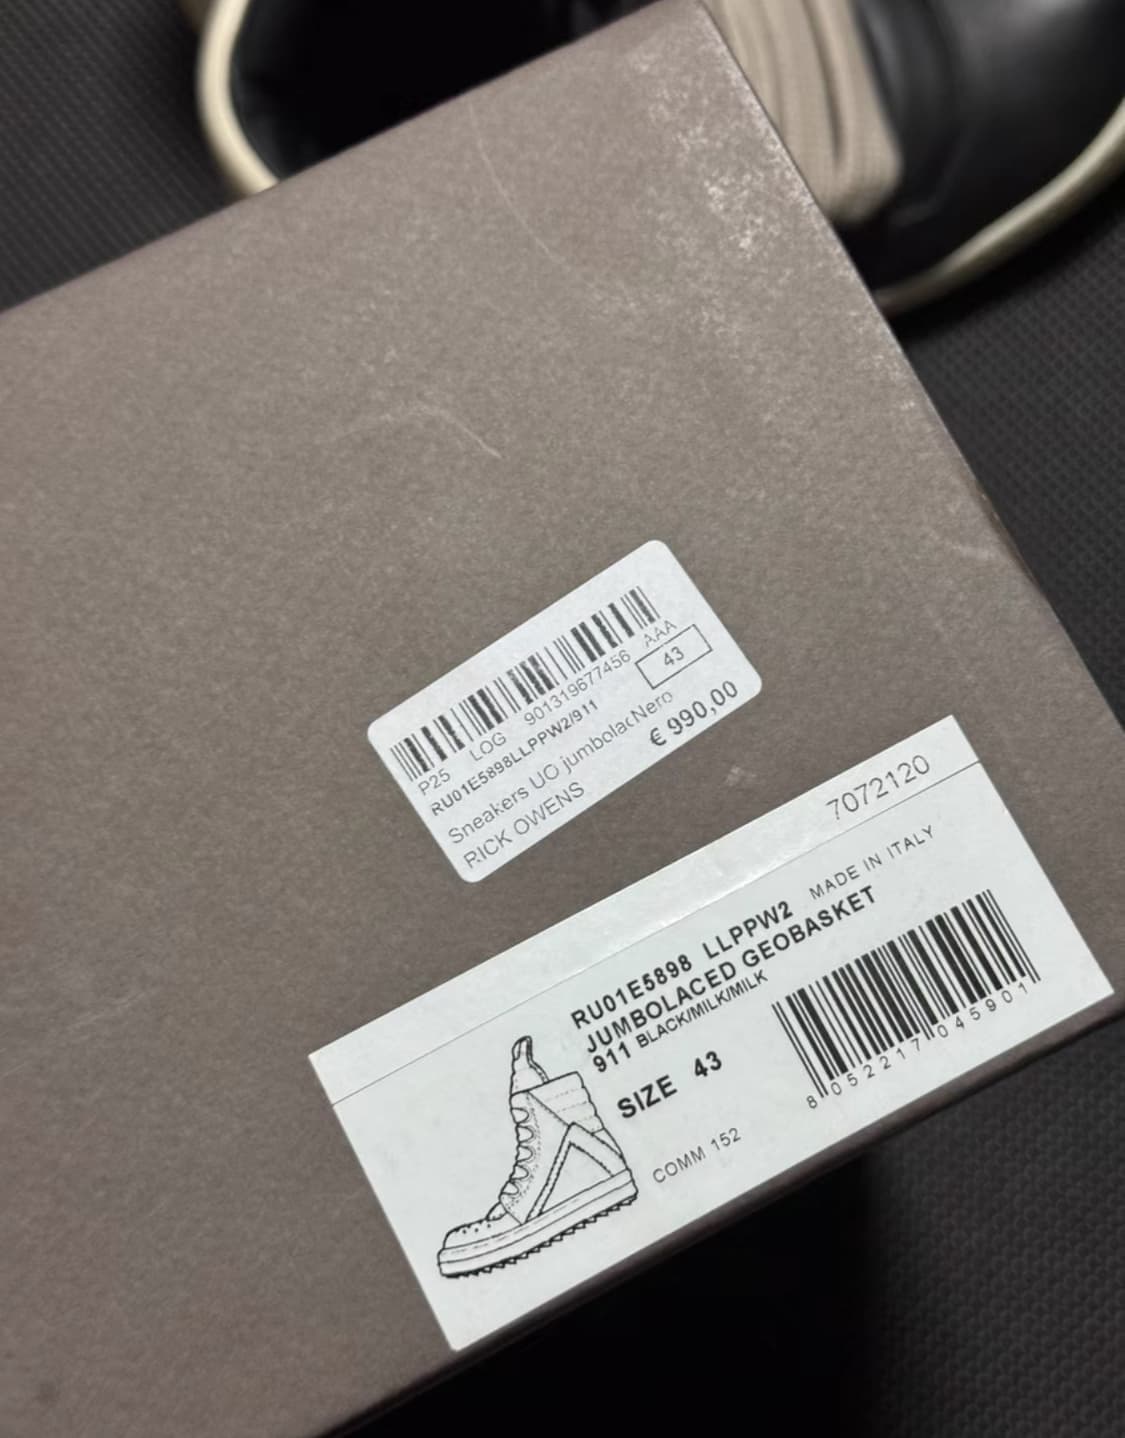 P25 LOG 901319677456 AAA
RU01E5898LLPPW2/911
43
Sneakers UO jumbolacNero
RICK OWENS € 990,00
7072120
RU01E5898 LLPPW2 MADE IN ITALY
JUMBOLACED GEOBASKET
911 BLACK/MILK/MILK
SIZE 43
8 052217 045901
COMM 152